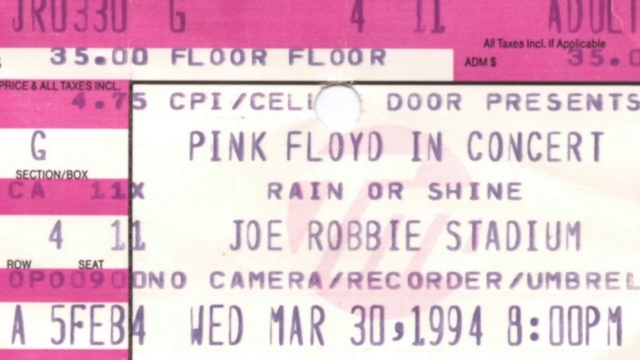 JR0330 G 4 11 ADULT
All Taxes Incl. If Applicable
35.00 FLOOR FLOOR ADM $ 35.0
PRICE & ALL TAXES INCL.
4.75 CPI/CELL DOOR PRESENTS
G PINK FLOYD IN CONCERT
SECTION/BOX
CA 11X RAIN OR SHINE
4 11 JOE ROBBIE STADIUM
ROW SEAT
NO CAMERA/RECORDER/UMBREL
A 5FEB4 WED MAR 30,1994 8:00PM